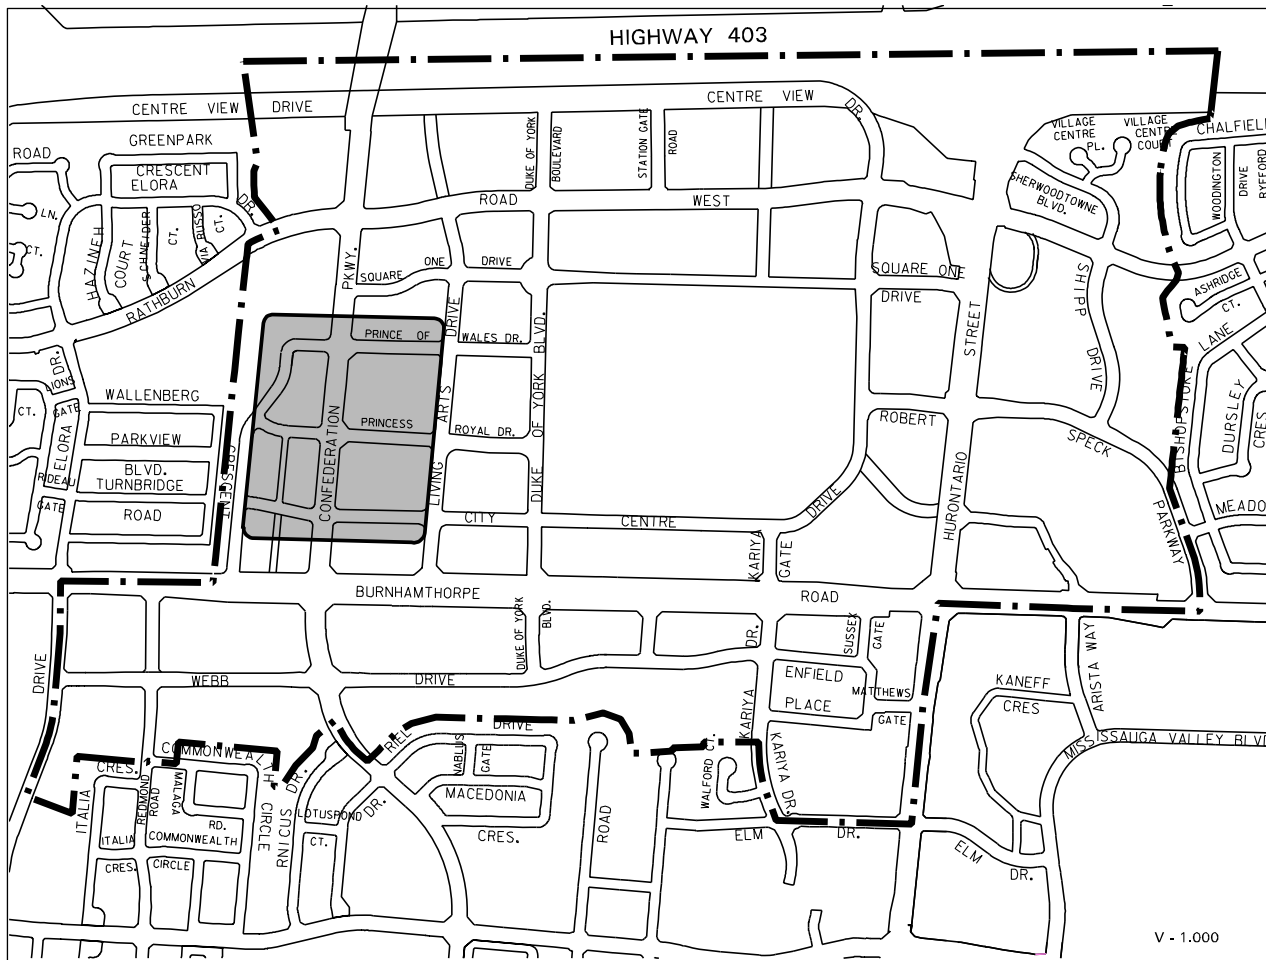 HIGHWAY 403
CENTRE VIEW DRIVE
CENTRE VIEW
DR.
GREENPARK
ROAD
CRESCENT
ELORA
DR.
LN.
CT.
HAZINEH
COURT
SCHNEIDER
CT.
VIA RUSSO
CT.
RATHBURN
ROAD
WEST
PKWY.
DUKE OF YORK
BOULEVARD
STATION GATE
ROAD
VILLAGE
CENTRE
PL.
VILLAGE
CENTRE
COURT
CHALFIELD
SHERWOODTOWNE
BLVD.
WOODINGTON
DRIVE
RYEFORD
ASHRIDGE
CT.
LANE
SQUARE ONE DRIVE
SQUARE ONE
DRIVE
SHIPP
DRIVE
STREET
HURONTARIO
PRINCE OF
WALES DR.
DRIVE
ARTS
LIVING
DUKE OF YORK BLVD.
PRINCESS
ROYAL DR.
CONFEDERATION
DR.
LIONS
GATE
CT.
WALLENBERG
PARKVIEW
BLVD.
TURNBRIDGE
ROAD
ELORA
RIDEAU
GATE
CRESCENT
ROBERT
SPECK
PARKWAY
BISHOPSTOKE
DURSLEY
CRES
MEADO
CITY
CENTRE
DRIVE
KARIYA
GATE
BURNHAMTHORPE
ROAD
DUKE OF YORK
BLVD.
DRIVE
WEBB
DRIVE
KARIYA
DR.
SUSSEX
GATE
ENFIELD
PLACE
MATTHEWS
GATE
KARIYA DR.
KANEFF
CRES
ARISTA WAY
MISSISSAUGA VALLEY BLVD
COMMONWEALTH
CIRCLE
CRES.
ITALIA
REDMOND
ROAD
MALAGA
RD.
ITALIA
CRES.
COMMONWEALTH
CIRCLE
SUCINI
DR.
RIEL
DRIVE
DR.
LOTUSPOND
CT.
NABLUS
GATE
MACEDONIA
CRES.
ROAD
WALFORD CT.
ELM
DR.
ELM
DR.
V - 1.000